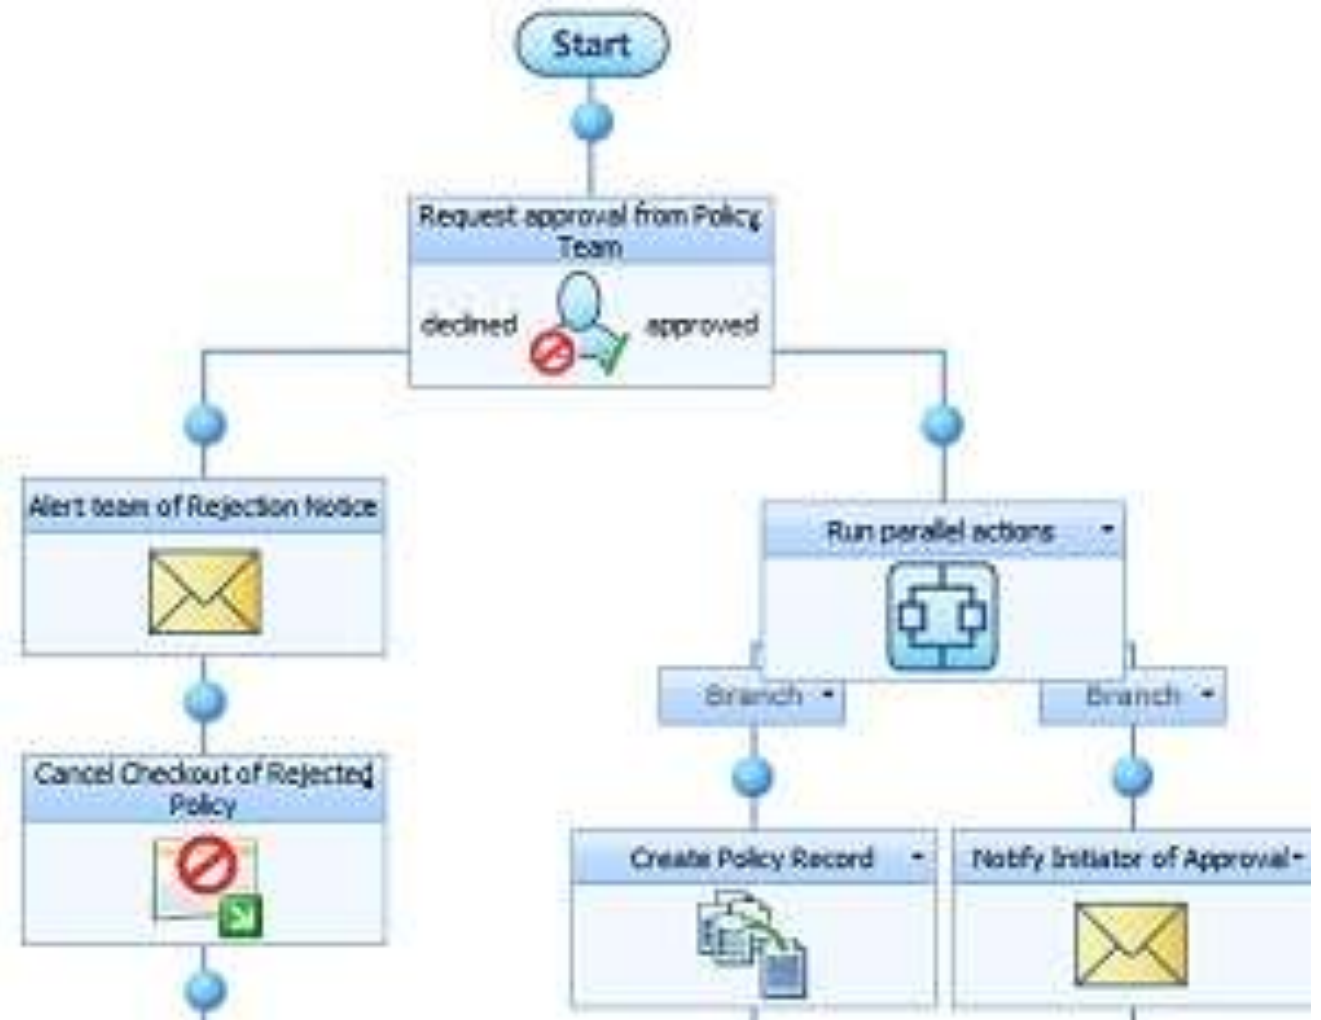 Start
Request approval from Policy
Team
declined
approved
Alert team of Rejection Notice
Run parallel actions
Branch
Branch
Cancel Checkout of Rejected
Policy
Create Policy Record
Notify Initiator of Approval